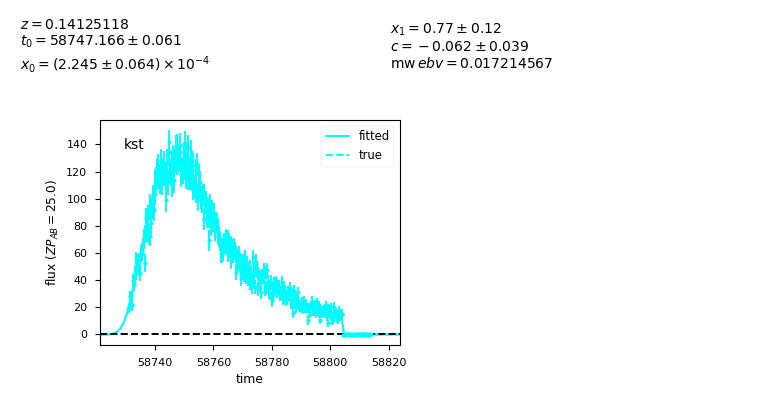 z = 0.14125118
t₀ = 58747.166 ± 0.061
x₀ = (2.245 ± 0.064) × 10⁻⁴
x₁ = 0.77 ± 0.12
c = −0.062 ± 0.039
mw ebv = 0.017214567
kst
fitted
true
flux (ZP_AB = 25.0)
140
120
100
80
60
40
20
0
58740 58760 58780 58800 58820
time